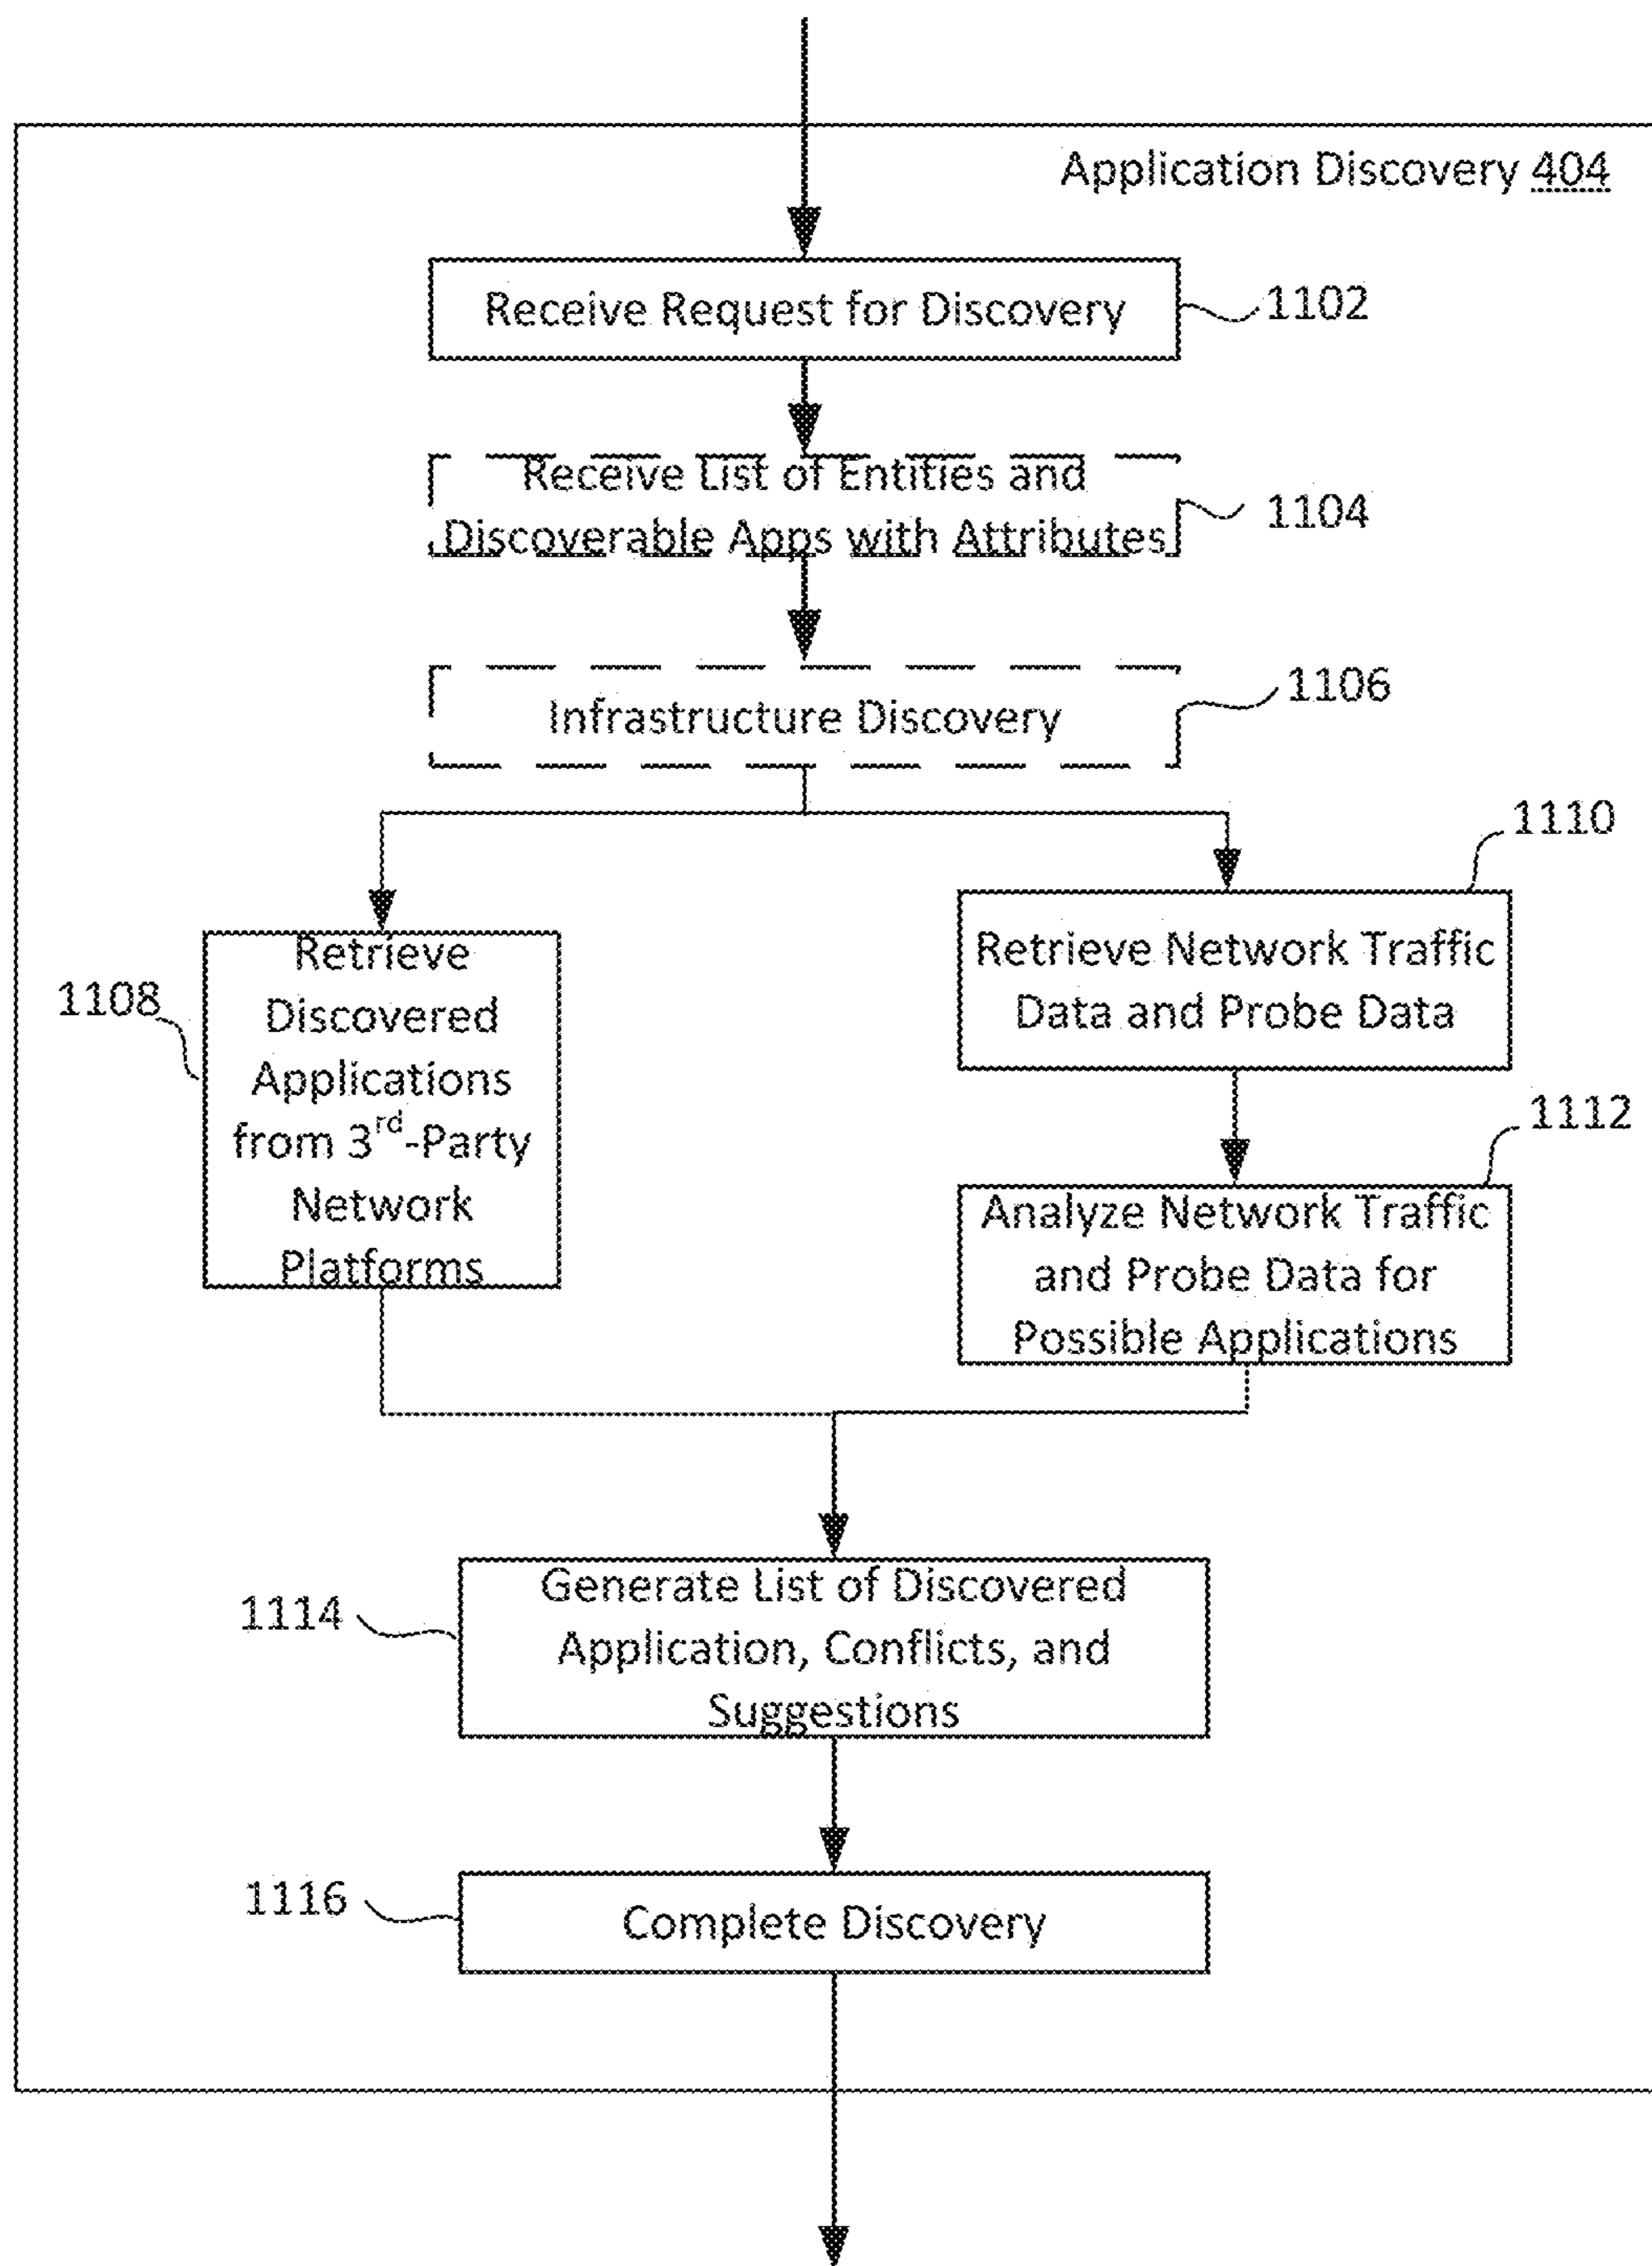 Application Discovery 404
Receive Request for Discovery
1102
Receive List of Entities and
Discoverable Apps with Attributes
1104
Infrastructure Discovery
1106
1108
Retrieve
Discovered
Applications
from 3rd-Party
Network
Platforms
1110
Retrieve Network Traffic
Data and Probe Data
1112
Analyze Network Traffic
and Probe Data for
Possible Applications
1114
Generate List of Discovered
Application, Conflicts, and
Suggestions
1116
Complete Discovery